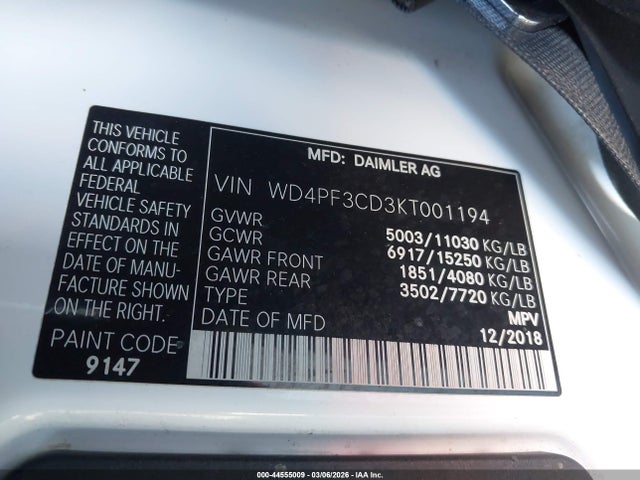 THIS VEHICLE
CONFORMS TO
ALL APPLICABLE
FEDERAL
VEHICLE SAFETY
STANDARDS IN
EFFECT ON THE
DATE OF MANU-
FACTURE SHOWN
ON THE RIGHT.
PAINT CODE
9147
MFD: DAIMLER AG
VIN WD4PF3CD3KT001194
GVWR 5003/11030 KG/LB
GCWR 6917/15250 KG/LB
GAWR FRONT 1851/4080 KG/LB
GAWR REAR 3502/7720 KG/LB
TYPE MPV
DATE OF MFD 12/2018
000-44555009 | 03/06/2026 | IAA Inc.